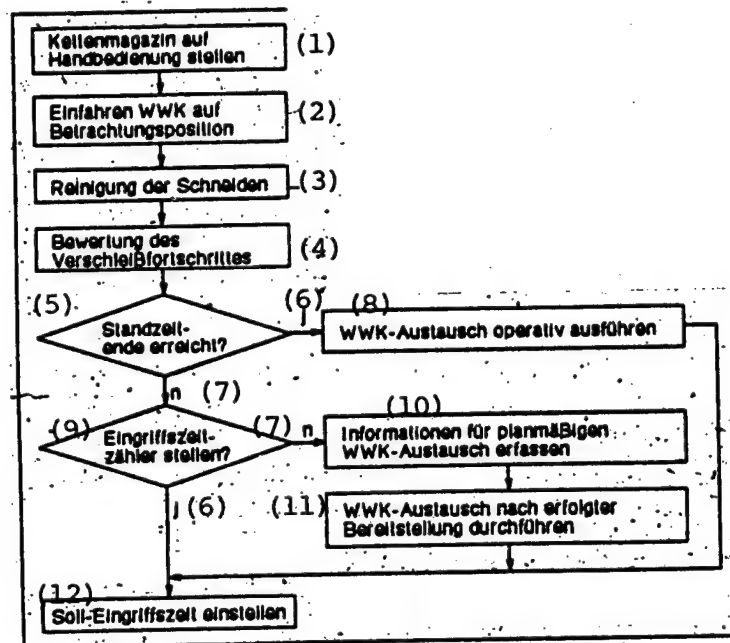 Kettenmagazin auf
Handbedienung stellen
(1)
Einfahren WWK auf
Betrachtungsposition
(2)
Reinigung der Schneiden
(3)
Bewertung des
Verschleißfortschrittes
(4)
(5)
Standzeit-
ende erreicht?
(6)
j
(8)
WWK-Austausch operativ ausführen
n
(7)
(9)
Eingriffszeit-
zähler stellen?
(7)
n
(10)
Informationen für planmäßigen
WWK-Austausch erfassen
j
(6)
(11)
WWK-Austausch nach erfolgter
Bereitstellung durchführen
(12)
Soll-Eingriffszeit einstellen